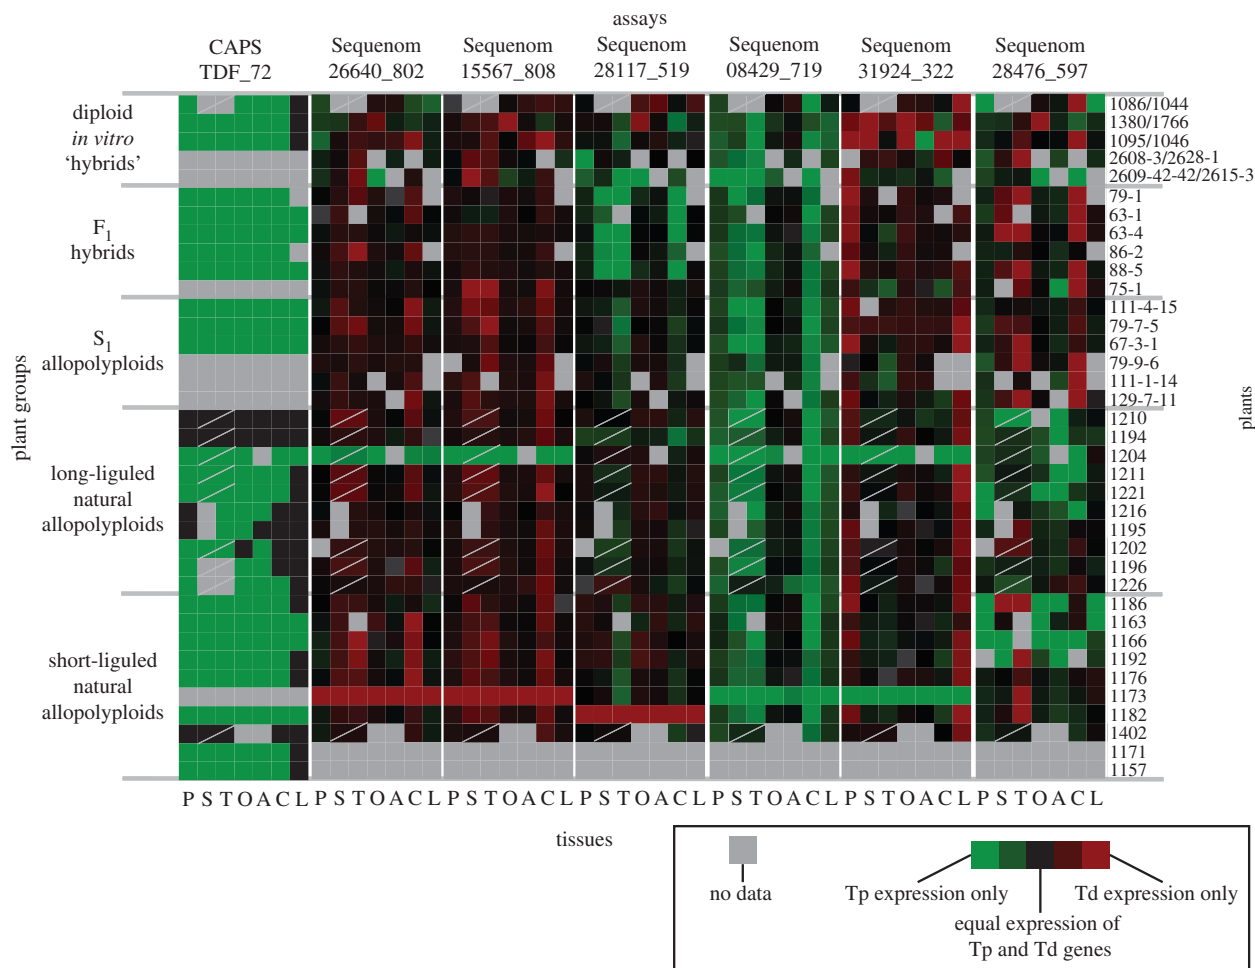 assays
CAPS
TDF_72
Sequenom
26640_802
Sequenom
15567_808
Sequenom
28117_519
Sequenom
08429_719
Sequenom
31924_322
Sequenom
28476_597
plant groups
diploid
in vitro
‘hybrids’
F1
hybrids
S1
allopolyploids
long-liguled
natural
allopolyploids
short-liguled
natural
allopolyploids
1086/1044
1380/1766
1095/1046
2608-3/2628-1
2609-42-42/2615-3
79-1
63-1
63-4
86-2
88-5
75-1
111-4-15
79-7-5
67-3-1
79-9-6
111-1-14
129-7-11
1210
1194
1204
1211
1221
1216
1195
1202
1196
1226
1186
1163
1166
1192
1176
1173
1182
1402
1171
1157
plants
P S T O A C L P S T O A C L P S T O A C L P S T O A C L P S T O A C L P S T O A C L P S T O A C L
tissues
no data
Tp expression only
Td expression only
equal expression of
Tp and Td genes